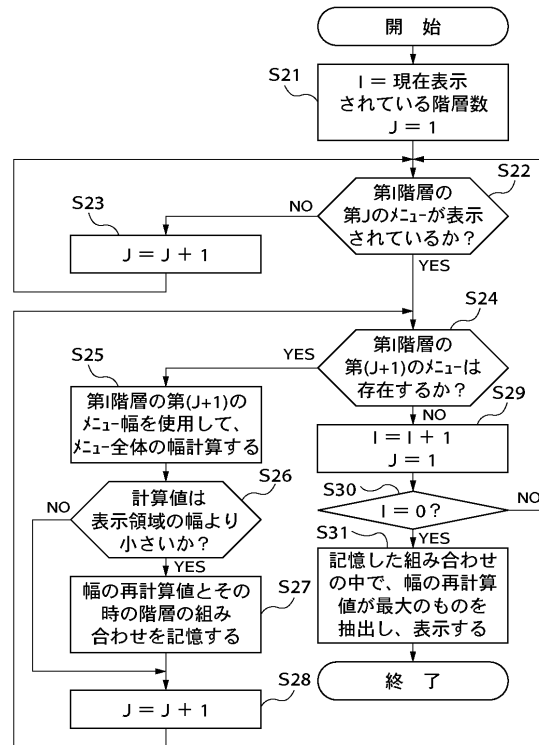 開 始
S21
I = 現在表示
されている階層数
J = 1
S22
第I階層の
第Jのメニューが表示
されているか?
NO
YES
S23
J = J + 1
S24
第I階層の
第(J+1)のメニューは
存在するか?
YES
NO
S25
第I階層の第(J+1)の
メニュー幅を使用して、
メニュー全体の幅計算する
S26
計算値は
表示領域の幅より
小さいか?
NO
YES
S27
幅の再計算値とその
時の階層の組み
合わせを記憶する
S28
J = J + 1
S29
I = I + 1
J = 1
S30
I = 0?
NO
YES
S31
記憶した組み合わせ
の中で、幅の再計算
値が最大のものを
抽出し、表示する
終 了